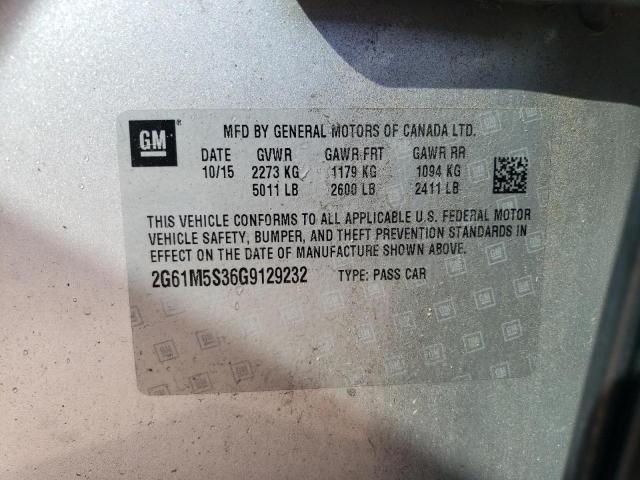 GM
MFD BY GENERAL MOTORS OF CANADA LTD.
DATE GVWR GAWR FRT GAWR RR
10/15 2273 KG 1179 KG 1094 KG
5011 LB 2600 LB 2411 LB
THIS VEHICLE CONFORMS TO ALL APPLICABLE U.S. FEDERAL MOTOR
VEHICLE SAFETY, BUMPER, AND THEFT PREVENTION STANDARDS IN
EFFECT ON THE DATE OF MANUFACTURE SHOWN ABOVE.
2G61M5S36G9129232 TYPE: PASS CAR